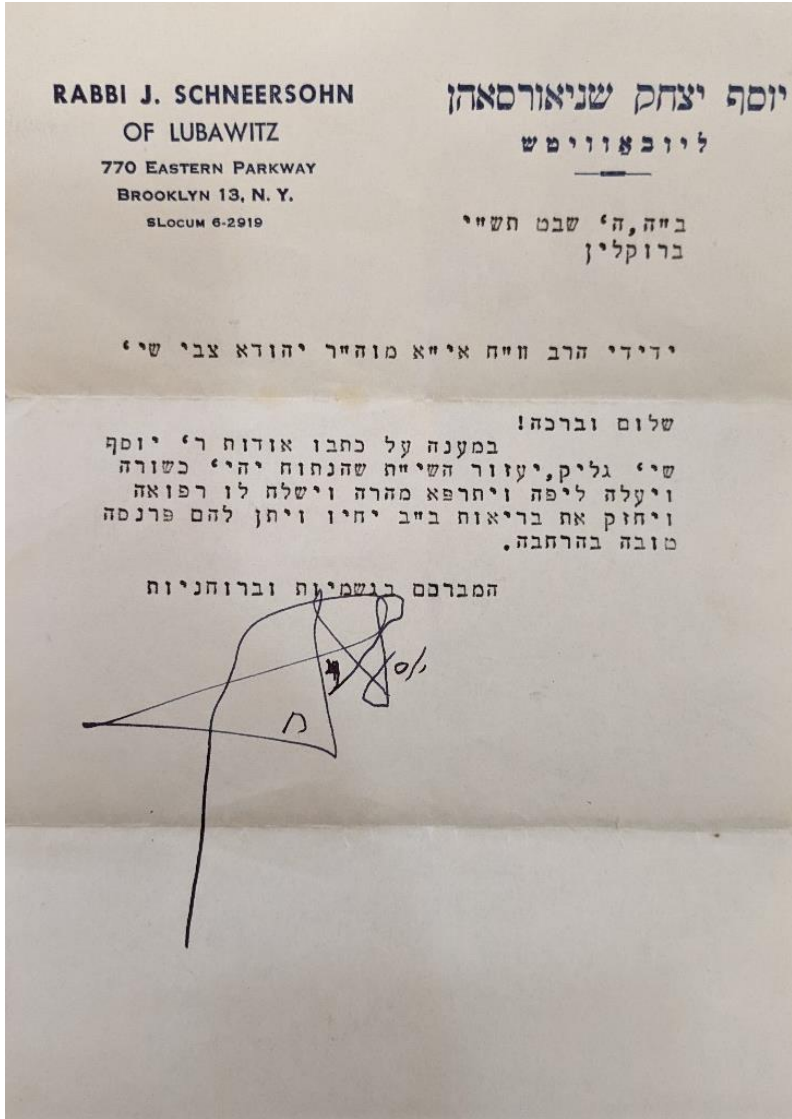 RABBI J. SCHNEERSOHN
OF LUBAWITZ
770 EASTERN PARKWAY
BROOKLYN 13, N. Y.
SLOCUM 6-2919
יוסף יצחק שניאורסאהן
ליובאוויטש
ב"ה, ה' שבט תש"י
ברוקלין
ידידי הרב וו"ח אי"א מוה"ר יהודא צבי שי'
שלום וברכה!
במענה על כתבו אודות ר' יוסף
שי' גליק, יעזור השי"ת שהנתוח יהי' כשורה
ויעלה ליפה ויתרפא מהרה וישלח לו רפואה
ויחזק את בריאות ב"ב יחיו ויתן להם פרנסה
טובה בהרחבה.
המברכם בגשמיות וברוחניות